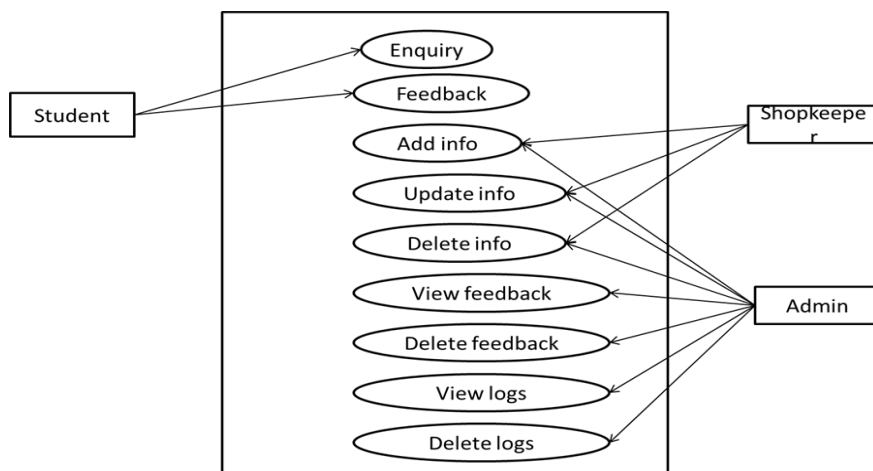 Enquiry
Feedback
Student
Add info
Shopkeepe
r
Update info
Delete info
View feedback
Admin
Delete feedback
View logs
Delete logs